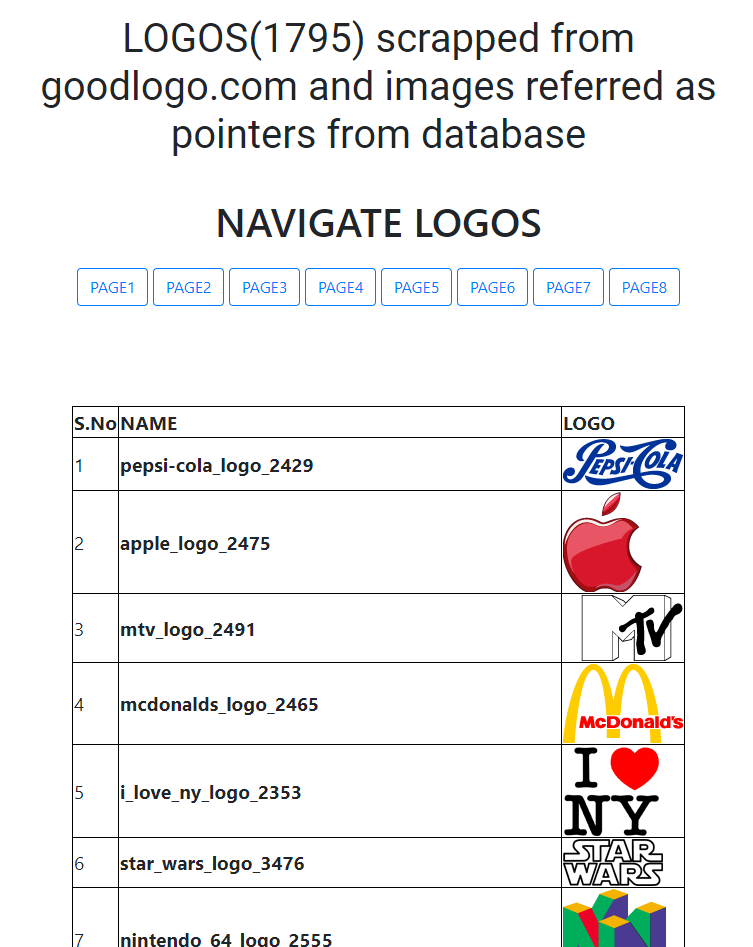 LOGOS(1795) scrapped from
goodlogo.com and images referred as
pointers from database
NAVIGATE LOGOS
PAGE1 PAGE2 PAGE3 PAGE4 PAGE5 PAGE6 PAGE7 PAGE8
S.No NAME LOGO
1 pepsi-cola_logo_2429 PEPSI-COLA
2 apple_logo_2475
3 mtv_logo_2491 MTV
4 mcdonalds_logo_2465 McDonald's
5 i_love_ny_logo_2353 I
NY
6 star_wars_logo_3476 STAR
WARS
7 nintendo_64_logo_2555